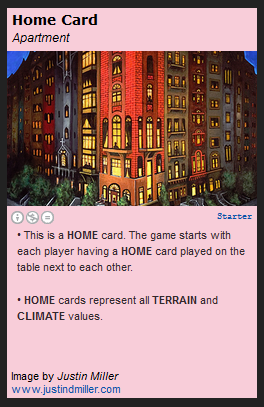 Home Card
Apartment
Starter
• This is a HOME card. The game starts with
each player having a HOME card played on the
table next to each other.
• HOME cards represent all TERRAIN and
CLIMATE values.
Image by Justin Miller
www.justindmiller.com